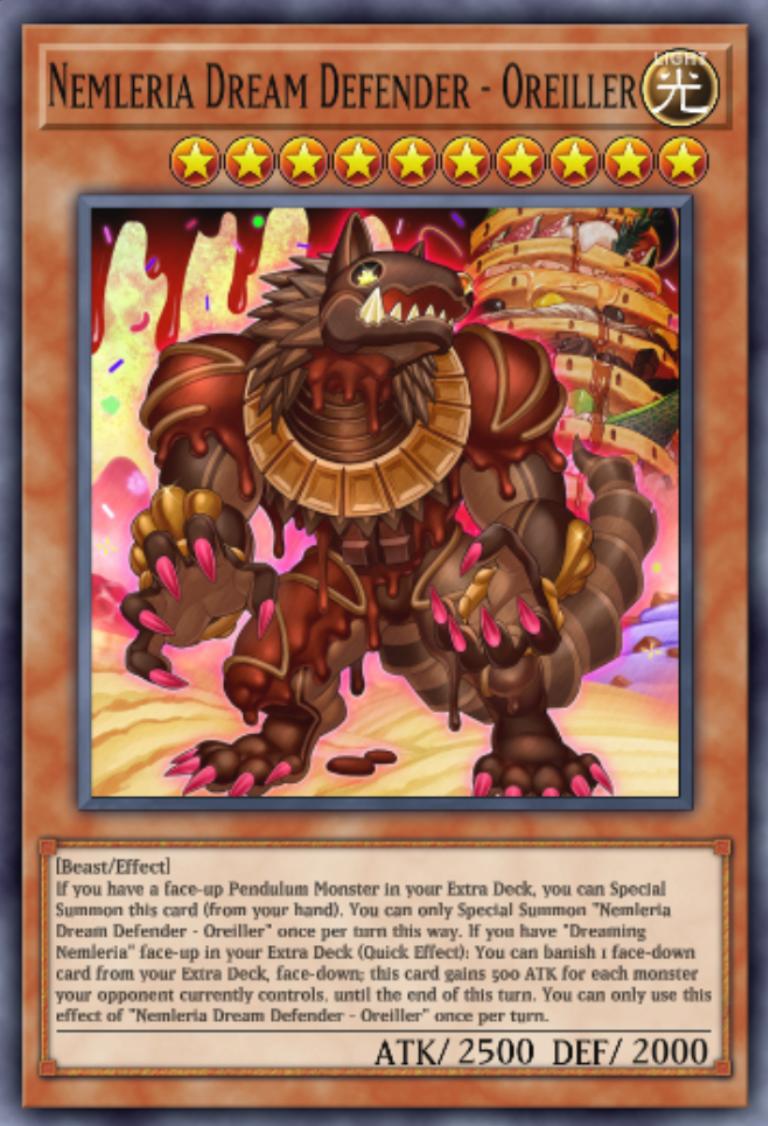 NEMLERIA DREAM DEFENDER - OREILLER
LIGHT
光
[Beast/Effect]
If you have a face-up Pendulum Monster in your Extra Deck, you can Special
Summon this card (from your hand). You can only Special Summon "Nemleria
Dream Defender - Oreiller" once per turn this way. If you have "Dreaming
Nemleria" face-up in your Extra Deck (Quick Effect): You can banish 1 face-down
card from your Extra Deck, face-down; this card gains 500 ATK for each monster
your opponent currently controls, until the end of this turn. You can only use this
effect of "Nemleria Dream Defender - Oreiller" once per turn.
ATK/ 2500 DEF/ 2000